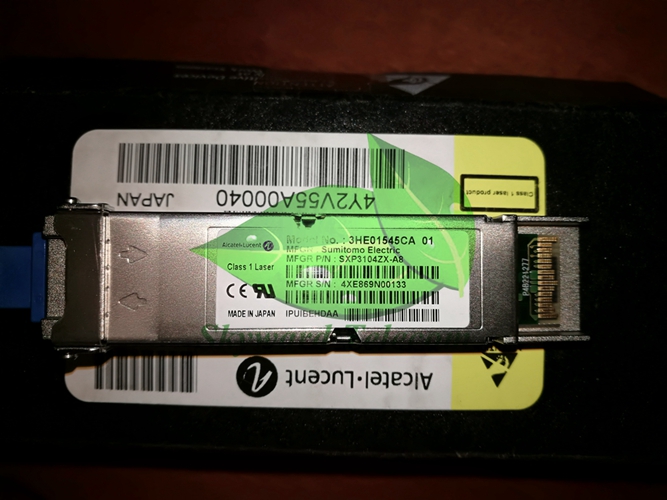 4Y2V55A00040
JAPAN
Class 1 laser product
Alcatel·Lucent
Class 1 Laser
MADE IN JAPAN
No. : 3HE01545CA 01
MFGR Sumitomo Electric
MFGR P/N : SXP3104ZX-A8
MFGR S/N : 4XE869N00133
IPUIBEHDAA
Alcatel·Lucent